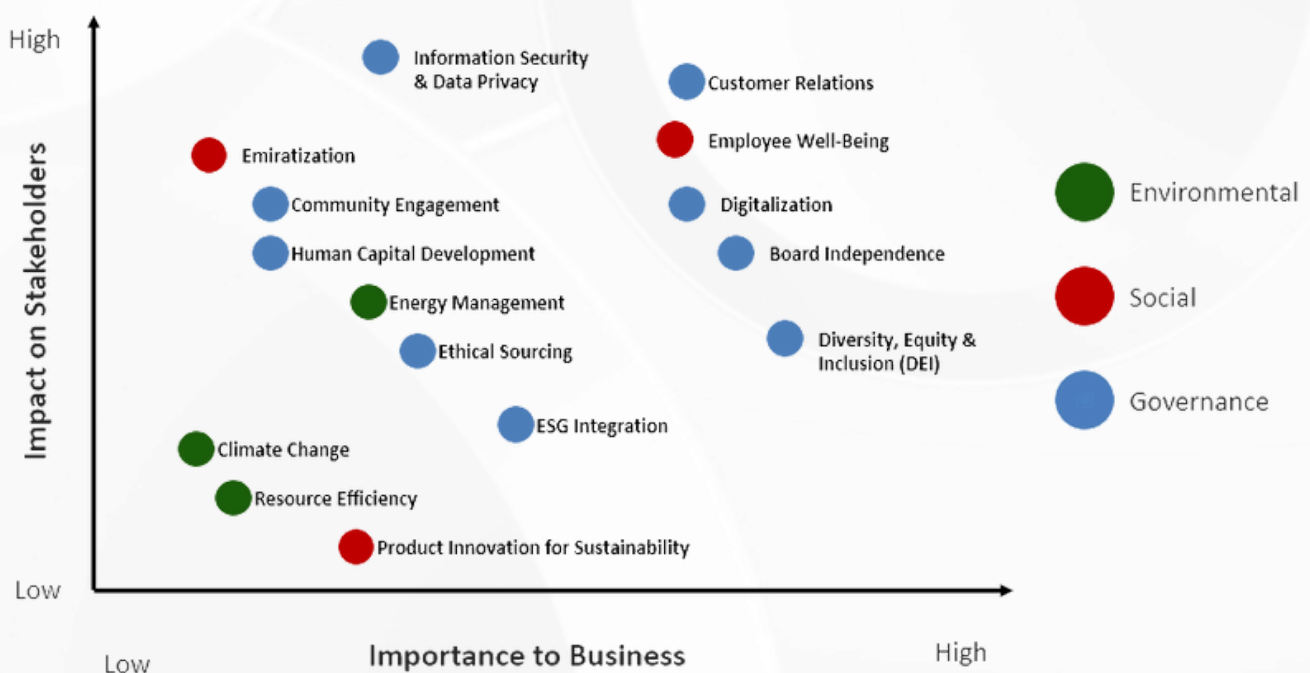 High
Information Security
& Data Privacy
Customer Relations
Employee Well-Being
Emiratization
Community Engagement
Digitalization
Human Capital Development
Board Independence
Energy Management
Ethical Sourcing
Diversity, Equity &
Inclusion (DEI)
ESG Integration
Climate Change
Resource Efficiency
Product Innovation for Sustainability
Impact on Stakeholders
Low
Low
Importance to Business
High
Environmental
Social
Governance